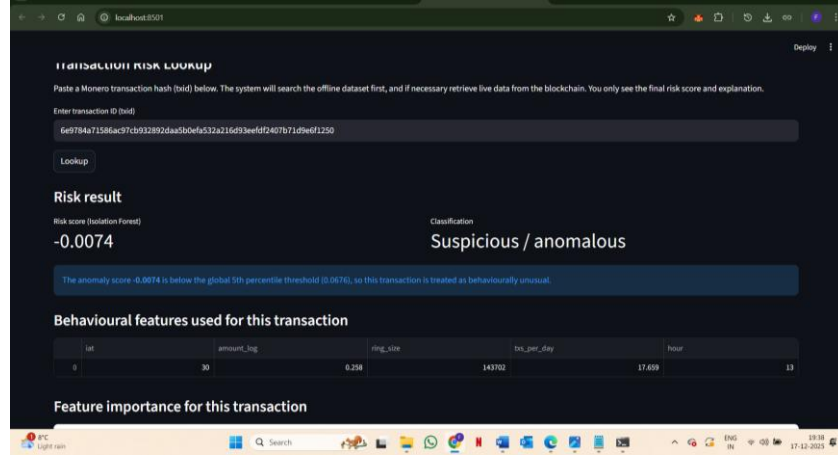 localhost:8501
Deploy
Transaction Risk Lookup
Paste a Monero transaction hash (txid) below. The system will search the offline dataset first, and if necessary retrieve live data from the blockchain. You only see the final risk score and explanation.
Enter transaction ID (txid)
6e9784a71586ac97cb932892daa5b0efa532a216d93eefdf2407b71d9e6f1250
Lookup
Risk result
Risk score (Isolation Forest)
Classification
-0.0074
Suspicious / anomalous
The anomaly score -0.0074 is below the global 5th percentile threshold (0.0676), so this transaction is treated as behaviourally unusual.
Behavioural features used for this transaction
lat amount_log ring_size txs_per_day hour
0 30 0.258 143702 17.659 13
Feature importance for this transaction
8°C
Light rain
Search
ENG
IN
19:38
17-12-2025